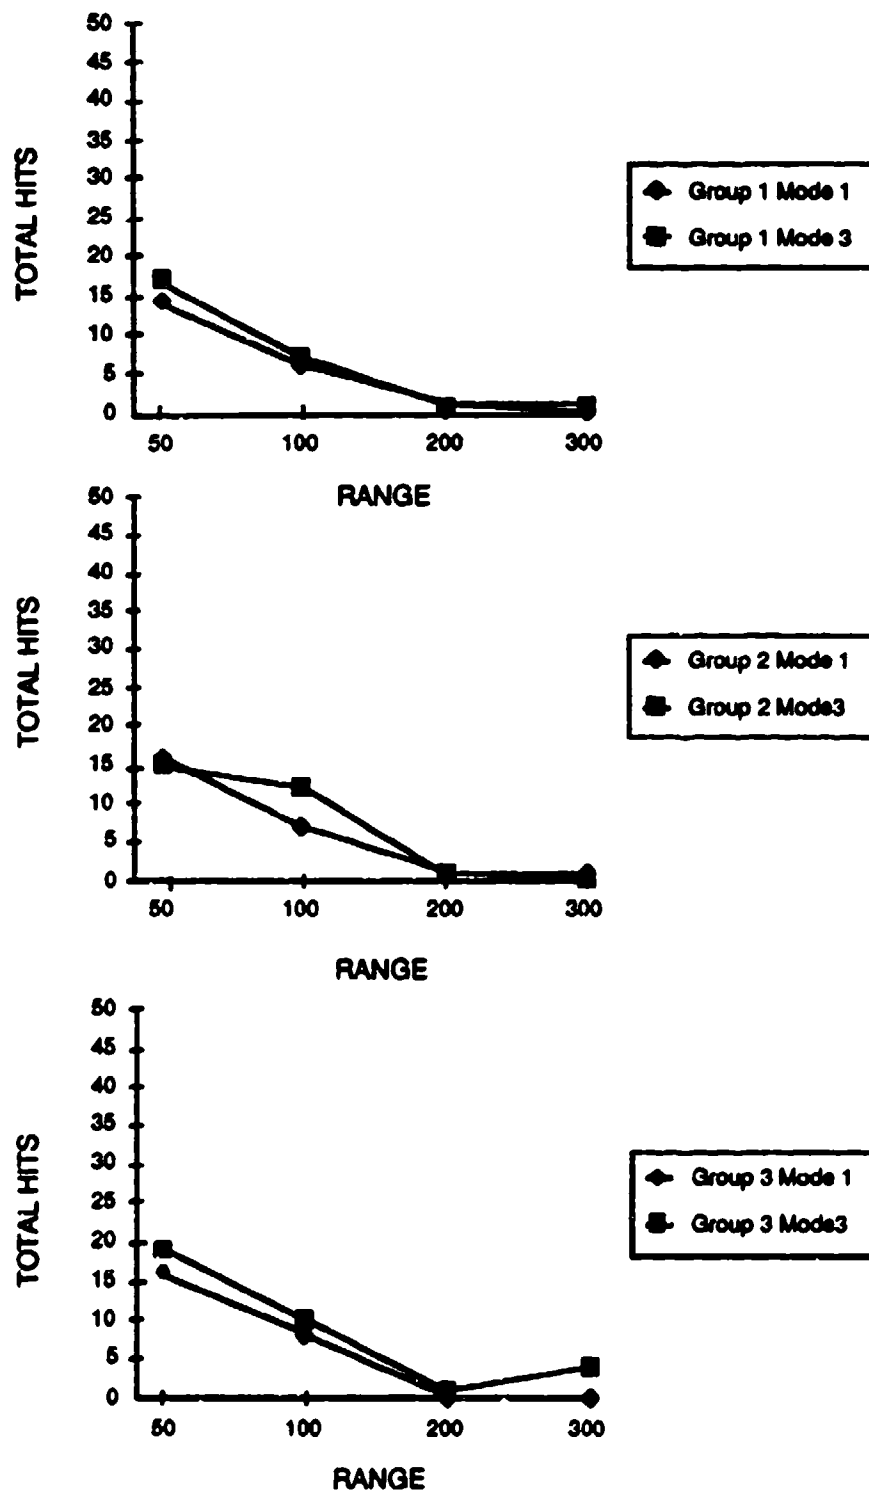 50
45
40
35
30
25
20
15
10
5
0
TOTAL HITS
50 100 200 300
RANGE
Group 1 Mode 1
Group 1 Mode 3
50
45
40
35
30
25
20
15
10
5
0
TOTAL HITS
50 100 200 300
RANGE
Group 2 Mode 1
Group 2 Mode3
50
45
40
35
30
25
20
15
10
5
0
TOTAL HITS
50 100 200 300
RANGE
Group 3 Mode 1
Group 3 Mode3